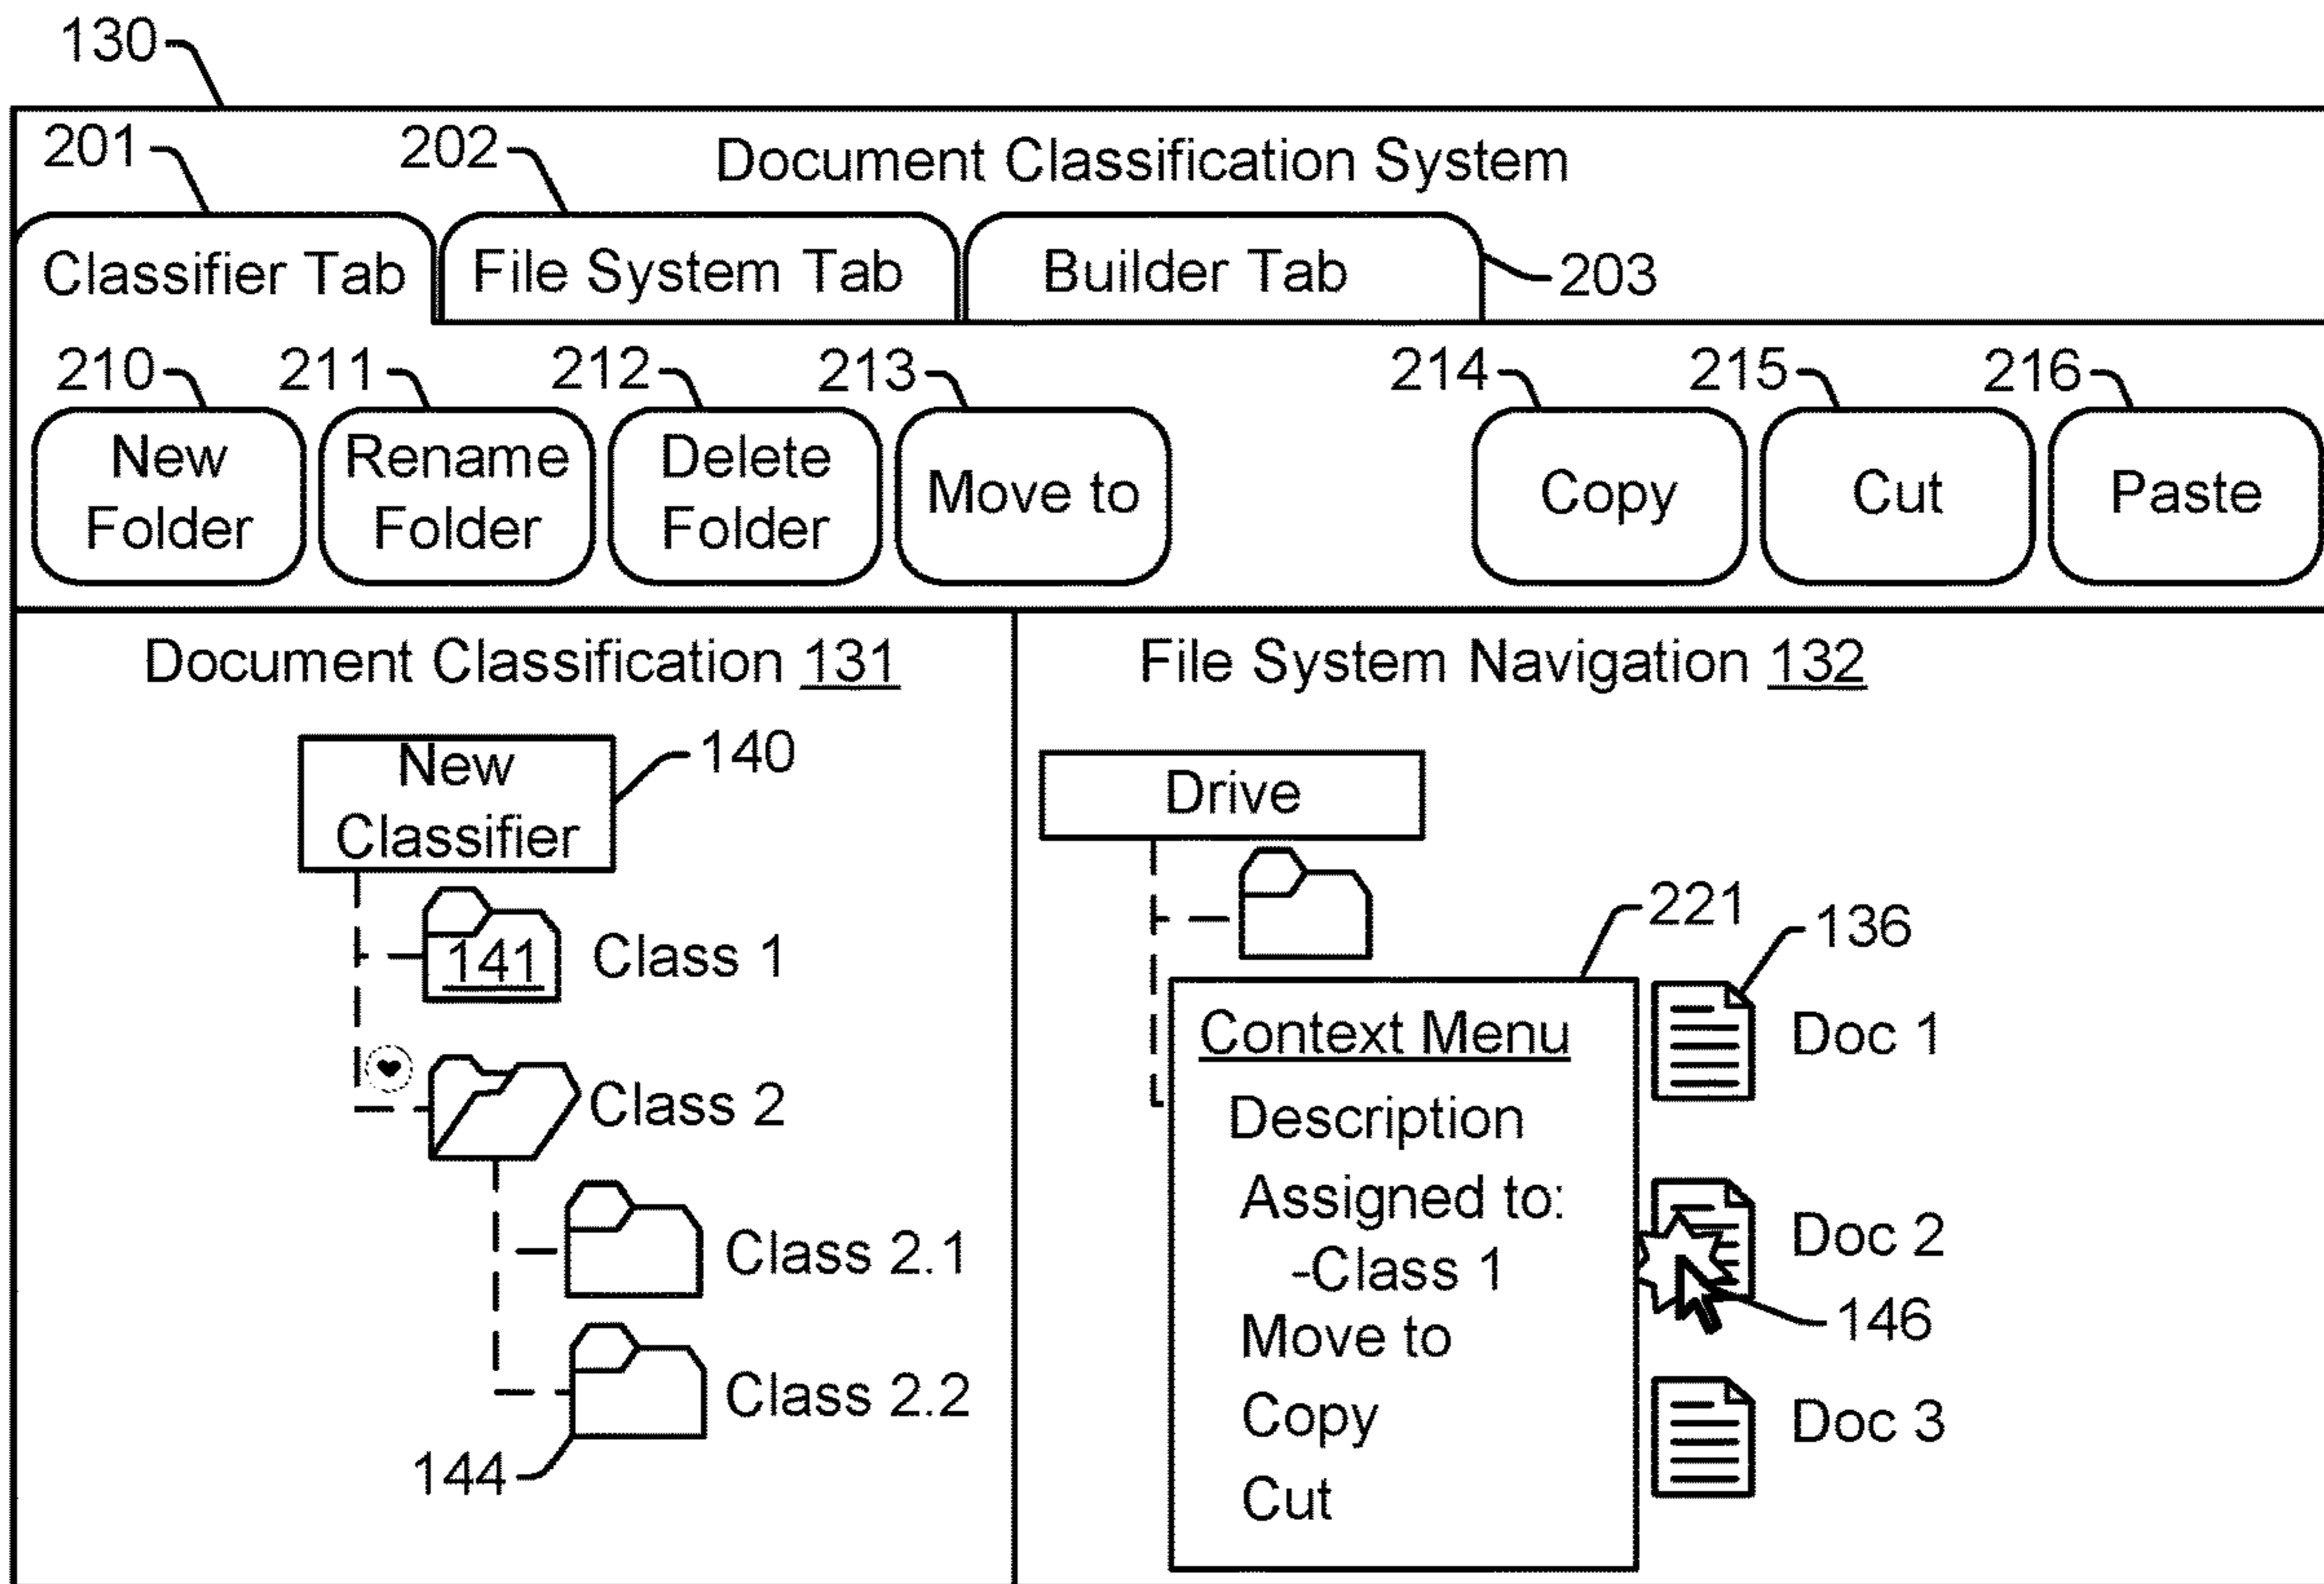 130
201
202
Document Classification System
Classifier Tab
File System Tab
Builder Tab
203
210
211
212
213
214
215
216
New
Folder
Rename
Folder
Delete
Folder
Move to
Copy
Cut
Paste
Document Classification 131
New
Classifier
140
141
Class 1
Class 2
Class 2.1
Class 2.2
144
File System Navigation 132
Drive
221
136
Context Menu
Description
Assigned to:
-Class 1
Move to
Copy
Cut
Doc 1
Doc 2
146
Doc 3